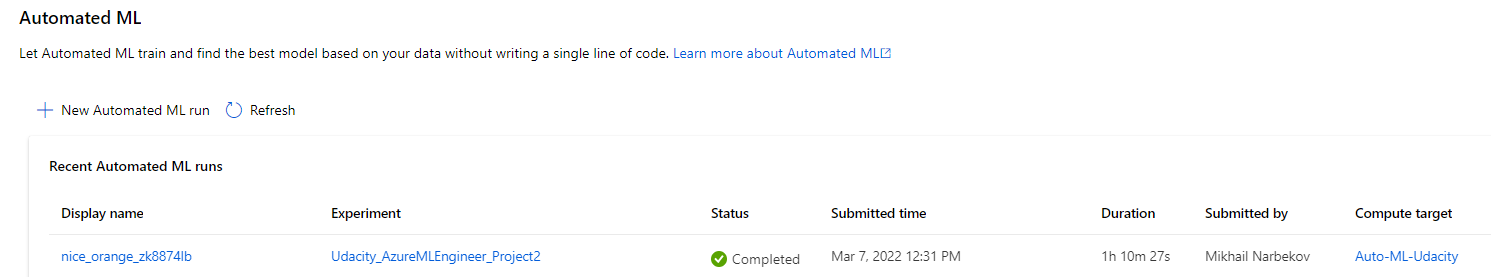 Automated ML
Let Automated ML train and find the best model based on your data without writing a single line of code. Learn more about Automated ML
New Automated ML run Refresh
Recent Automated ML runs
Display name Experiment Status Submitted time Duration Submitted by Compute target
nice_orange_zk8874lb Udacity_AzureMLEngineer_Project2 Completed Mar 7, 2022 12:31 PM 1h 10m 27s Mikhail Narbekov Auto-ML-Udacity